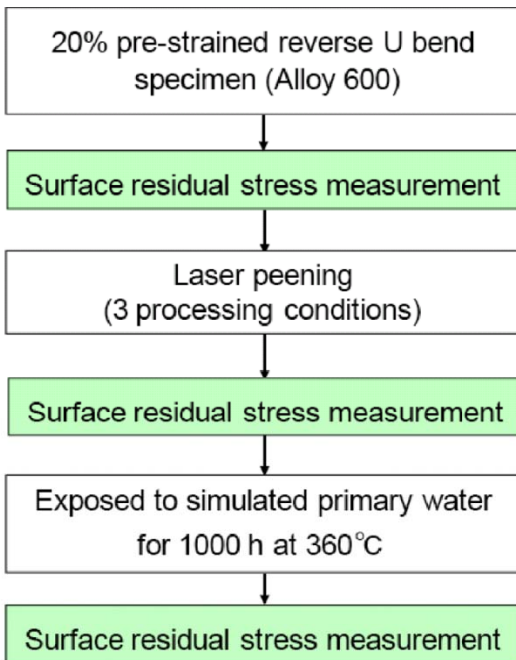 20% pre-strained reverse U bend
specimen (Alloy 600)
Surface residual stress measurement
Laser peening
(3 processing conditions)
Surface residual stress measurement
Exposed to simulated primary water
for 1000 h at 360°C
Surface residual stress measurement